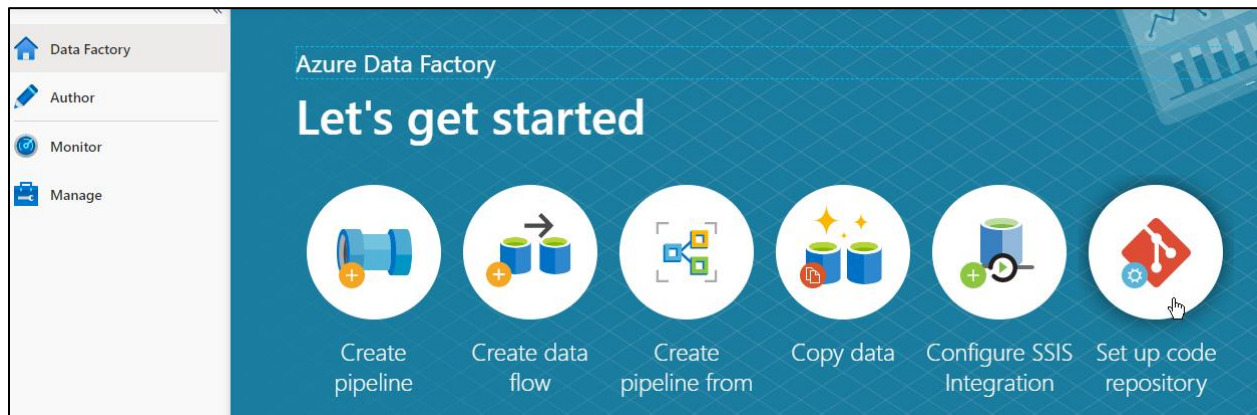 Data Factory
Author
Monitor
Manage
Azure Data Factory
Let's get started
Create
pipeline
Create data
flow
Create
pipeline from
Copy data
Configure SSIS
Integration
Set up code
repository